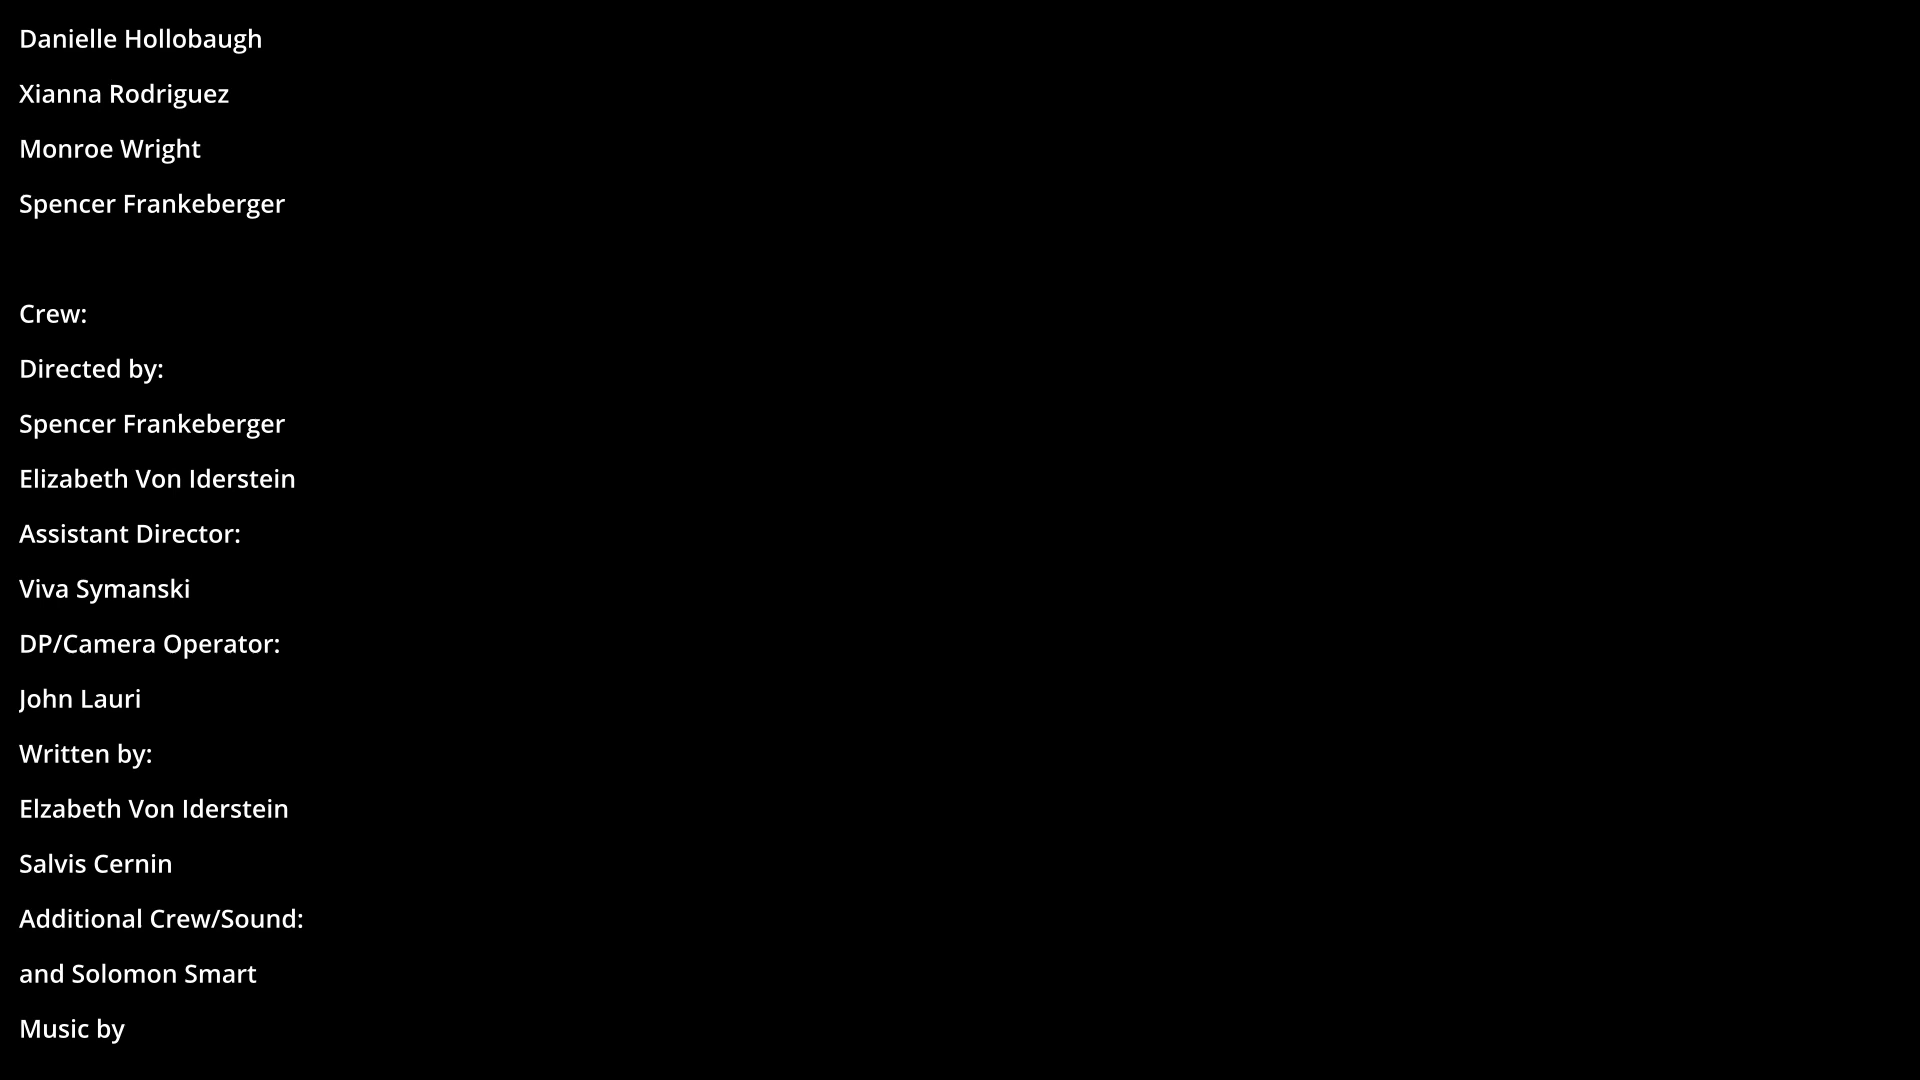 Danielle Hollobaugh
Xianna Rodriguez
Monroe Wright
Spencer Frankeberger
Crew:
Directed by:
Spencer Frankeberger
Elizabeth Von Iderstein
Assistant Director:
Viva Symanski
DP/Camera Operator:
John Lauri
Written by:
Elzabeth Von Iderstein
Salvis Cernin
Additional Crew/Sound:
and Solomon Smart
Music by